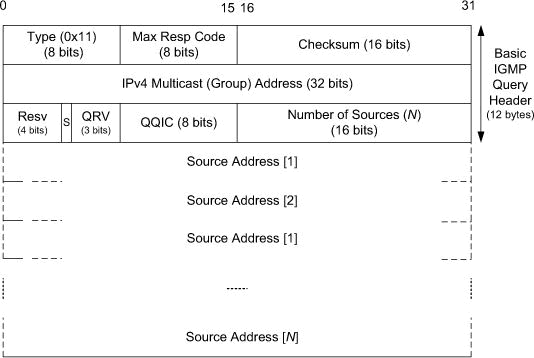 0 15 16 31
Type (0x11) Max Resp Code Checksum (16 bits)
(8 bits) (8 bits)
IPv4 Multicast (Group) Address (32 bits)
Resv S QRV QQIC (8 bits) Number of Sources (N)
(4 bits) (3 bits) (16 bits)
Basic
IGMP
Query
Header
(12 bytes)
Source Address [1]
Source Address [2]
Source Address [1]
Source Address [N]